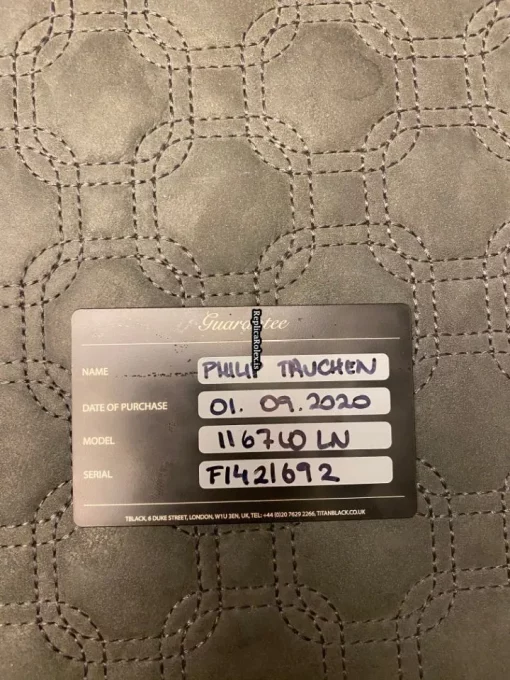 Guarantee
ReplicaRolex.is
NAME PHILIP TAUCHEN
DATE OF PURCHASE 01. 09. 2020
MODEL 116710 LN
SERIAL F1421692
TBLACK, 6 DUKE STREET, LONDON, W1U 3EN, UK, TEL: +44 (0)20 7629 2266, TITANBLACK.CO.UK